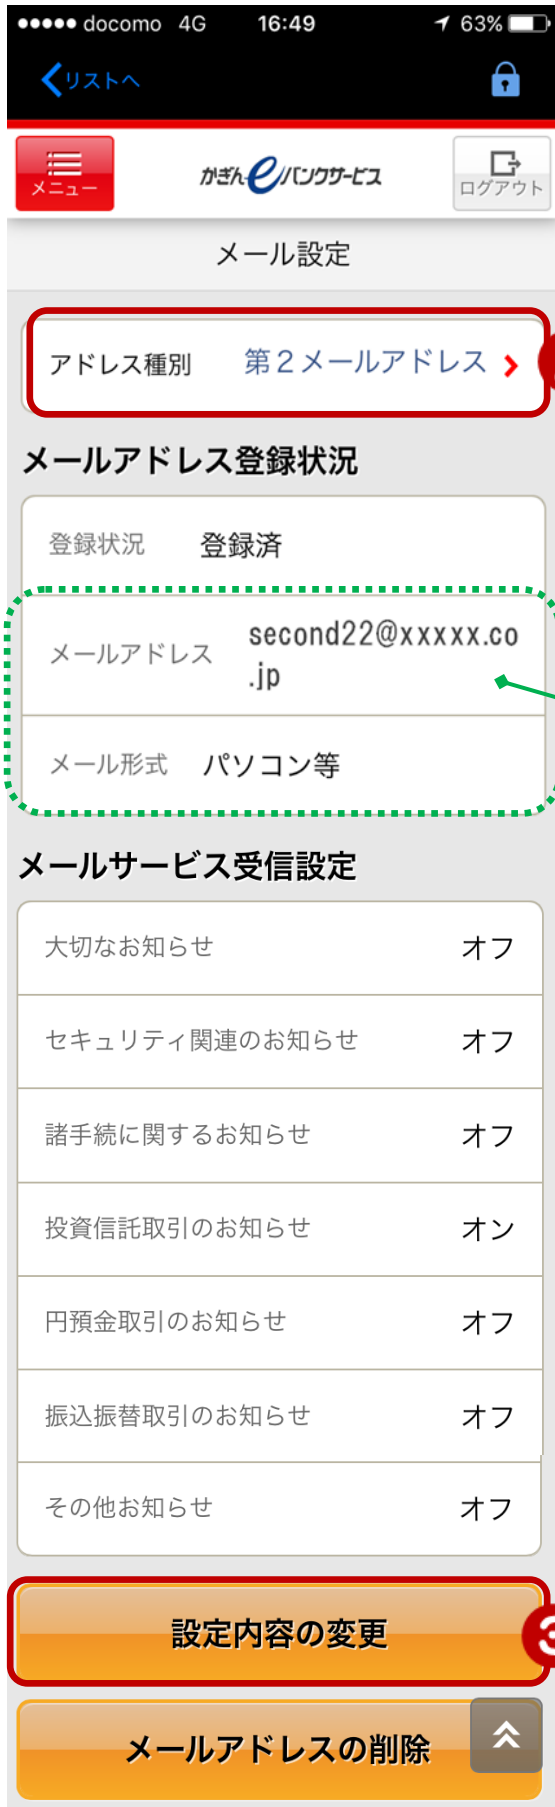 docomo 4G 16:49 63%
リストへ
メニュー
かぎんeバンクサービス
ログアウト
メール設定
アドレス種別 第２メールアドレス
メールアドレス登録状況
登録状況 登録済
メールアドレス second22@xxxxx.co
.jp
メール形式 パソコン等
メールサービス受信設定
大切なお知らせ オフ
セキュリティ関連のお知らせ オフ
諸手続に関するお知らせ オフ
投資信託取引のお知らせ オン
円預金取引のお知らせ オフ
振込振替取引のお知らせ オフ
その他お知らせ オフ
設定内容の変更
3
メールアドレスの削除